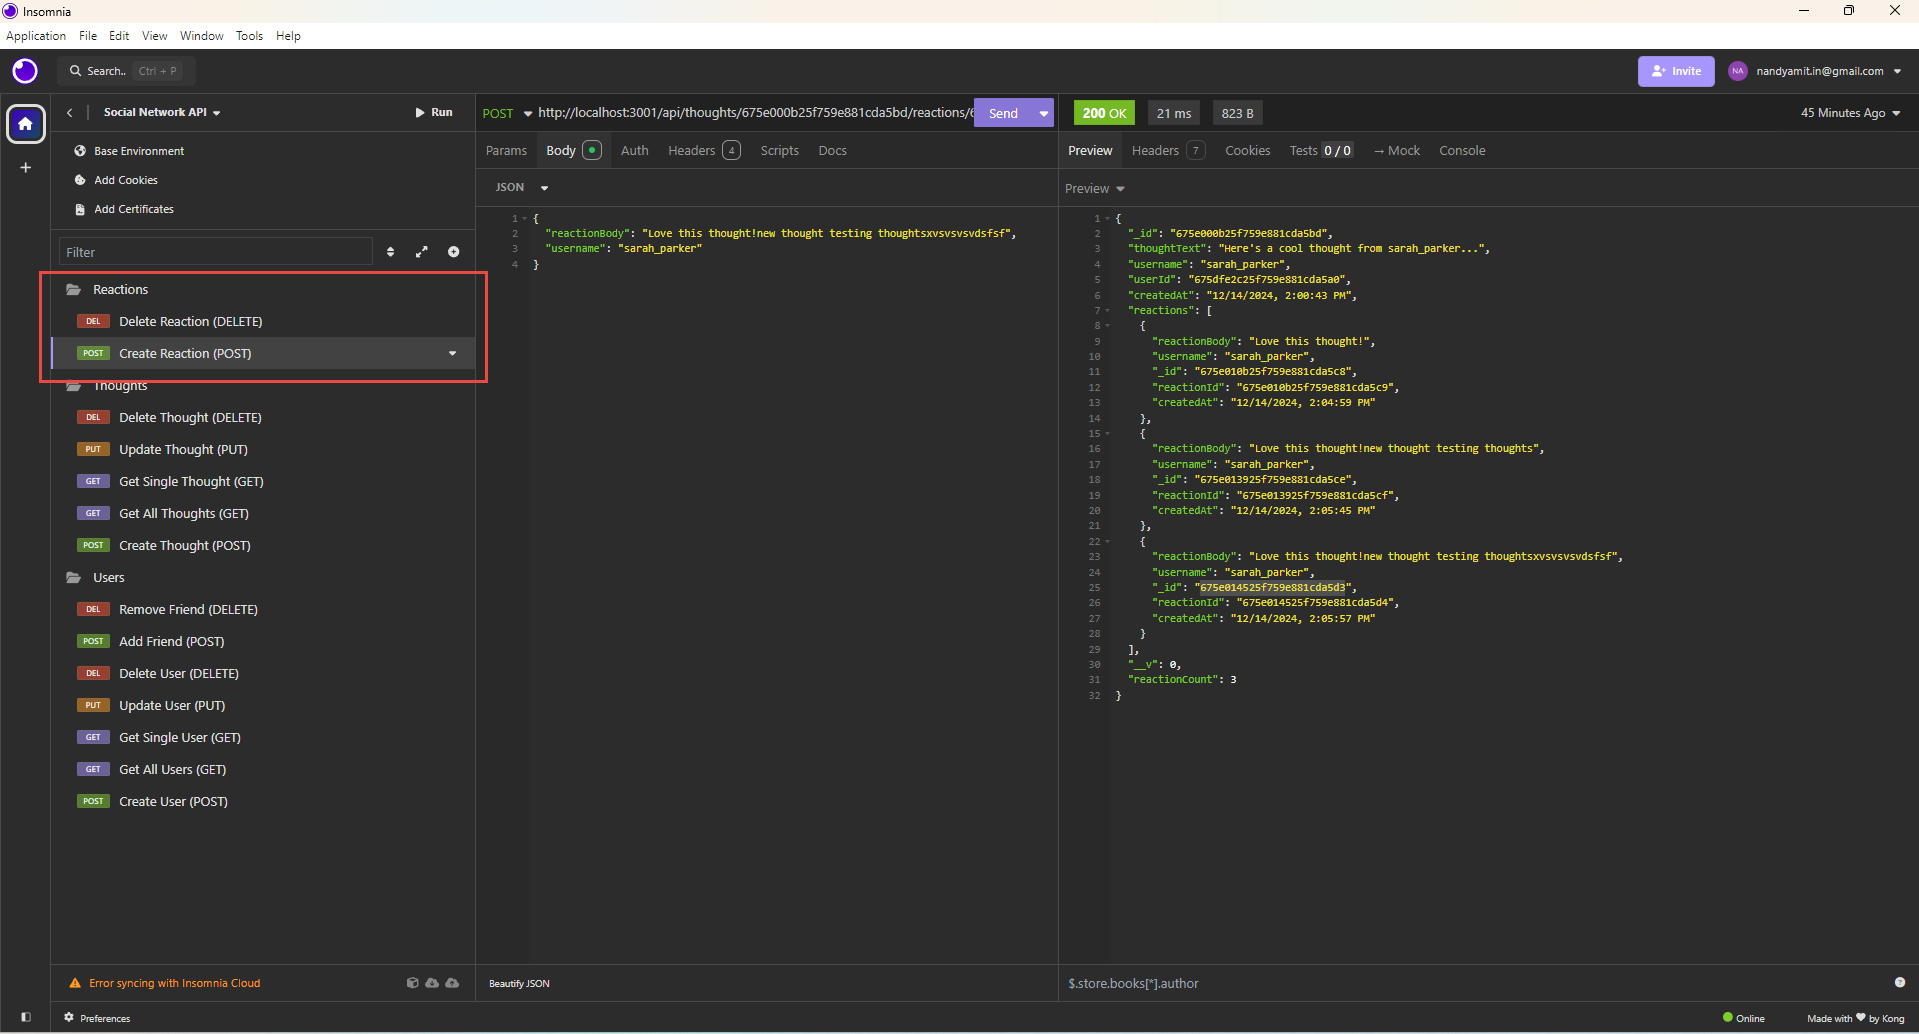 Insomnia
Application File Edit View Window Tools Help
Search.. Ctrl + P
Invite
NA nandyamit.in@gmail.com
Social Network API
Run
Base Environment
Add Cookies
Add Certificates
Filter
Reactions
DEL Delete Reaction (DELETE)
POST Create Reaction (POST)
Thoughts
DEL Delete Thought (DELETE)
PUT Update Thought (PUT)
GET Get Single Thought (GET)
GET Get All Thoughts (GET)
POST Create Thought (POST)
Users
DEL Remove Friend (DELETE)
POST Add Friend (POST)
DEL Delete User (DELETE)
PUT Update User (PUT)
GET Get Single User (GET)
GET Get All Users (GET)
POST Create User (POST)
Error syncing with Insomnia Cloud
Preferences
POST http://localhost:3001/api/thoughts/675e000b25f759e881cda5bd/reactions/6
Send
Params Body Auth Headers 4 Scripts Docs
JSON
1 {
2 "reactionBody": "Love this thought!new thought testing thoughtsxvsvsvsvdsfsf",
3 "username": "sarah_parker"
4 }
Beautify JSON
200 OK 21 ms 823 B
45 Minutes Ago
Preview Headers 7 Cookies Tests 0 / 0 → Mock Console
Preview
1 {
2 "_id": "675e000b25f759e881cda5bd",
3 "thoughtText": "Here's a cool thought from sarah_parker...",
4 "username": "sarah_parker",
5 "userId": "675dfe2c25f759e881cda5a0",
6 "createdAt": "12/14/2024, 2:00:43 PM",
7 "reactions": [
8 {
9 "reactionBody": "Love this thought!",
10 "username": "sarah_parker",
11 "_id": "675e010b25f759e881cda5c8",
12 "reactionId": "675e010b25f759e881cda5c9",
13 "createdAt": "12/14/2024, 2:04:59 PM"
14 },
15 {
16 "reactionBody": "Love this thought!new thought testing thoughts",
17 "username": "sarah_parker",
18 "_id": "675e013925f759e881cda5ce",
19 "reactionId": "675e013925f759e881cda5cf",
20 "createdAt": "12/14/2024, 2:05:45 PM"
21 },
22 {
23 "reactionBody": "Love this thought!new thought testing thoughtsxvsvsvsvdsfsf",
24 "username": "sarah_parker",
25 "_id": "675e014525f759e881cda5d3",
26 "reactionId": "675e014525f759e881cda5d4",
27 "createdAt": "12/14/2024, 2:05:57 PM"
28 }
29 ],
30 "__v": 0,
31 "reactionCount": 3
32 }
$.store.books[*].author
Online
Made with ♥ by Kong